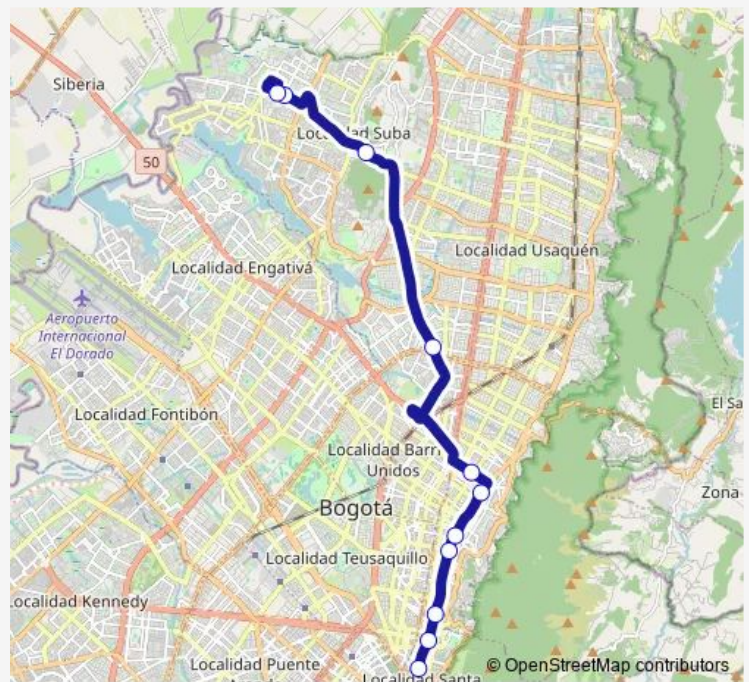 Siberia
Localidad Suba
50
Localidad Usaquén
Localidad Engativá
Aeropuerto
Internacional
El Dorado
El Sa
Localidad Fontibón
Localidad Barri
Unidos
Zona
Bogotá
Localidad Teusaquillo
Localidad Kennedy
Localidad Puente
© OpenStreetMap contributors
Localidad Santa